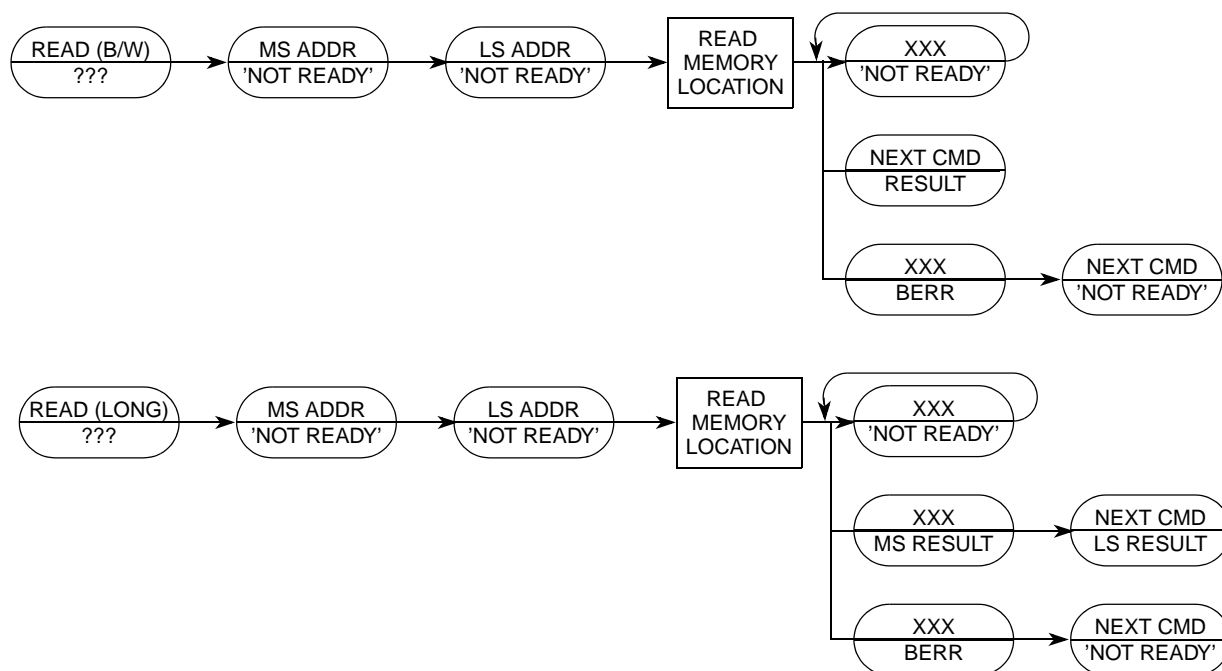 READ (B/W)
???
MS ADDR
'NOT READY'
LS ADDR
'NOT READY'
READ
MEMORY
LOCATION
XXX
'NOT READY'
NEXT CMD
RESULT
XXX
BERR
NEXT CMD
'NOT READY'
READ (LONG)
???
MS ADDR
'NOT READY'
LS ADDR
'NOT READY'
READ
MEMORY
LOCATION
XXX
'NOT READY'
XXX
MS RESULT
NEXT CMD
LS RESULT
XXX
BERR
NEXT CMD
'NOT READY'